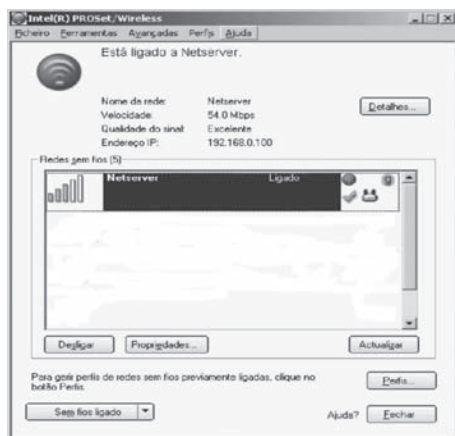 Intel(R) PROSet/Wireless
Ficheiro Ferramentas Avançadas Perfis Ajuda
Está ligado a Netserver.
Nome da rede: Netserver
Velocidade: 54.0 Mbps
Qualidade do sinal: Excelente
Endereço IP: 192.168.0.100
Detalhes...
Redes sem fios (5)
Netserver Ligado
Desligar Propriedades... Actualizar
Para gerir perfis de redes sem fios previamente ligadas, clique no
botão Perfis.
Perfis...
Sem fios ligado Ajuda? Fechar